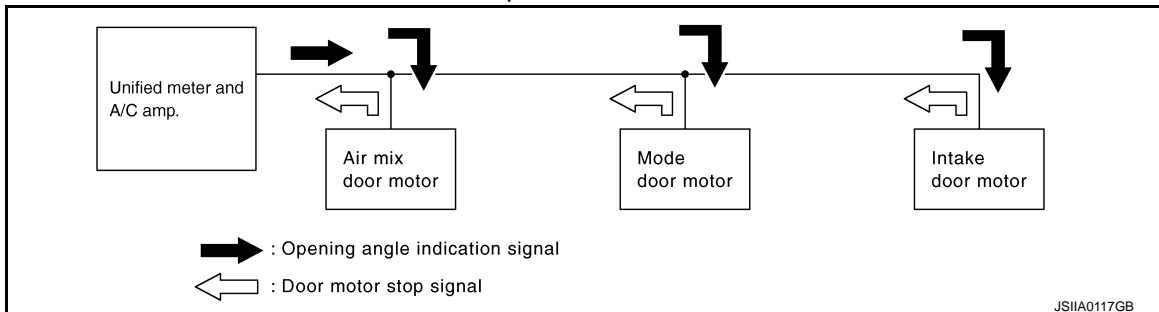 Unified meter and
A/C amp.
Air mix
door motor
Mode
door motor
Intake
door motor
: Opening angle indication signal
: Door motor stop signal
JSIIA0117GB